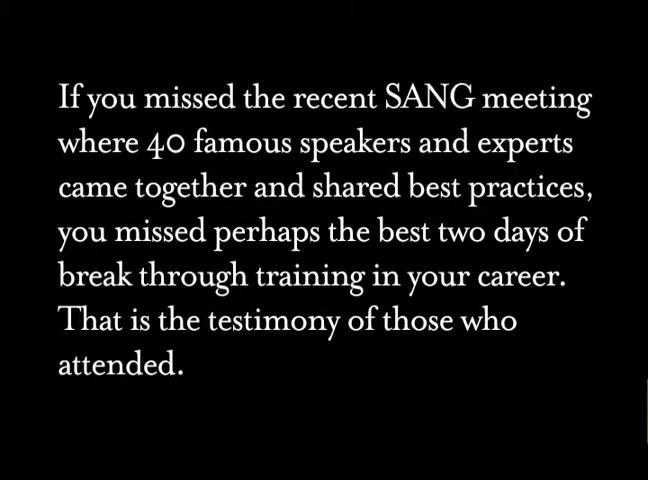 If you missed the recent SANG meeting
where 40 famous speakers and experts
came together and shared best practices,
you missed perhaps the best two days of
break through training in your career.
That is the testimony of those who
attended.